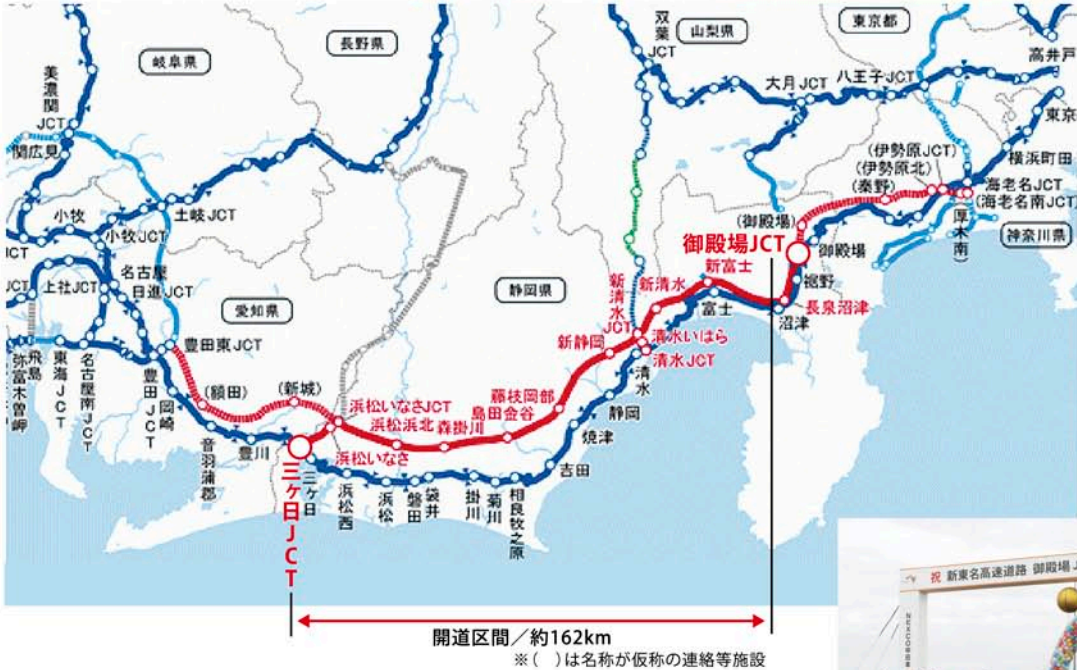 岐阜県
長野県
山梨県
東京都
双葉JCT
大月JCT
八王子JCT
高井戸
東京
横浜町田
美濃関JCT
関広見
土岐JCT
小牧
小牧JCT
JCT
上社JCT
名古屋
日進JCT
JCT
愛知県
静岡県
神奈川県
(伊勢原JCT)
(伊勢原北)
(秦野)
海老名JCT
(海老名南JCT)
(厚木南)
(御殿場)
御殿場JCT
御殿場
裾野
長泉沼津
沼津
新富士
富士
新清水
新清水JCT
清水いはら
清水JCT
清水
新静岡
静岡
藤枝岡部
島田金谷
焼津
吉田
森掛川
浜松浜北
浜松いなさJCT
浜松いなさ
(新城)
(額田)
豊田東JCT
弥富木曽岬
飛島
東海JCT
名古屋南JCT
豊田JCT
岡崎
音羽蒲郡
豊川
三ヶ日JCT
三ヶ日
浜松西
浜松
磐田
袋井
掛川
菊川
相良牧之原
開通区間／約162km
※( )は名称が仮称の連絡等施設
祝 新東名高速道路 御殿場J